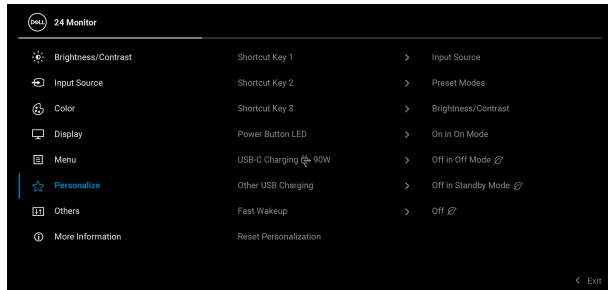 DELL 24 Monitor
Brightness/Contrast Shortcut Key 1 > Input Source
Input Source Shortcut Key 2 > Preset Modes
Color Shortcut Key 3 > Brightness/Contrast
Display Power Button LED > On in On Mode
Menu USB-C Charging 90W > Off in Off Mode
Personalize Other USB Charging > Off in Standby Mode
Others Fast Wakeup > Off
More Information Reset Personalization
< Exit